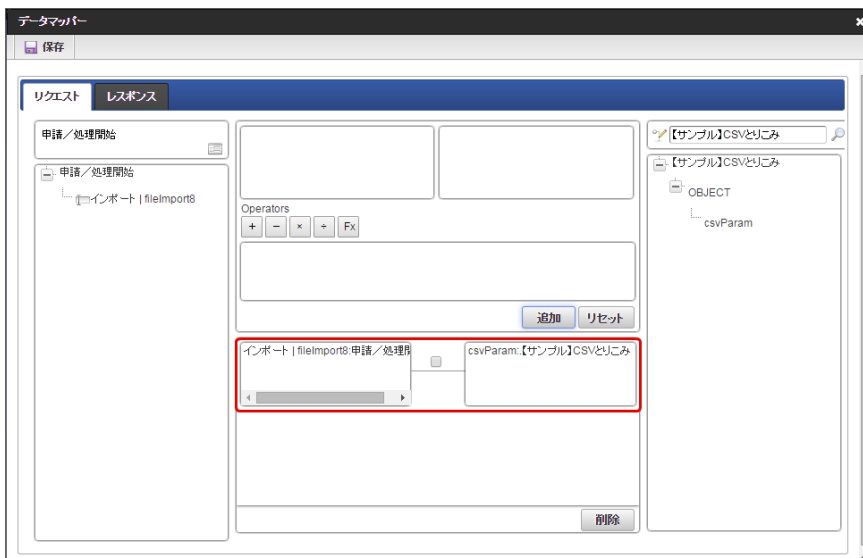 データマッパー
保存
リクエスト
レスポンス
申請／処理開始
申請／処理開始
インポート | fileImport8
Operators
+ − × ÷ Fx
追加
リセット
インポート | fileImport8:申請／処理
csvParam:【サンプル】CSVとりこみ
削除
【サンプル】CSVとりこみ
【サンプル】CSVとりこみ
OBJECT
csvParam